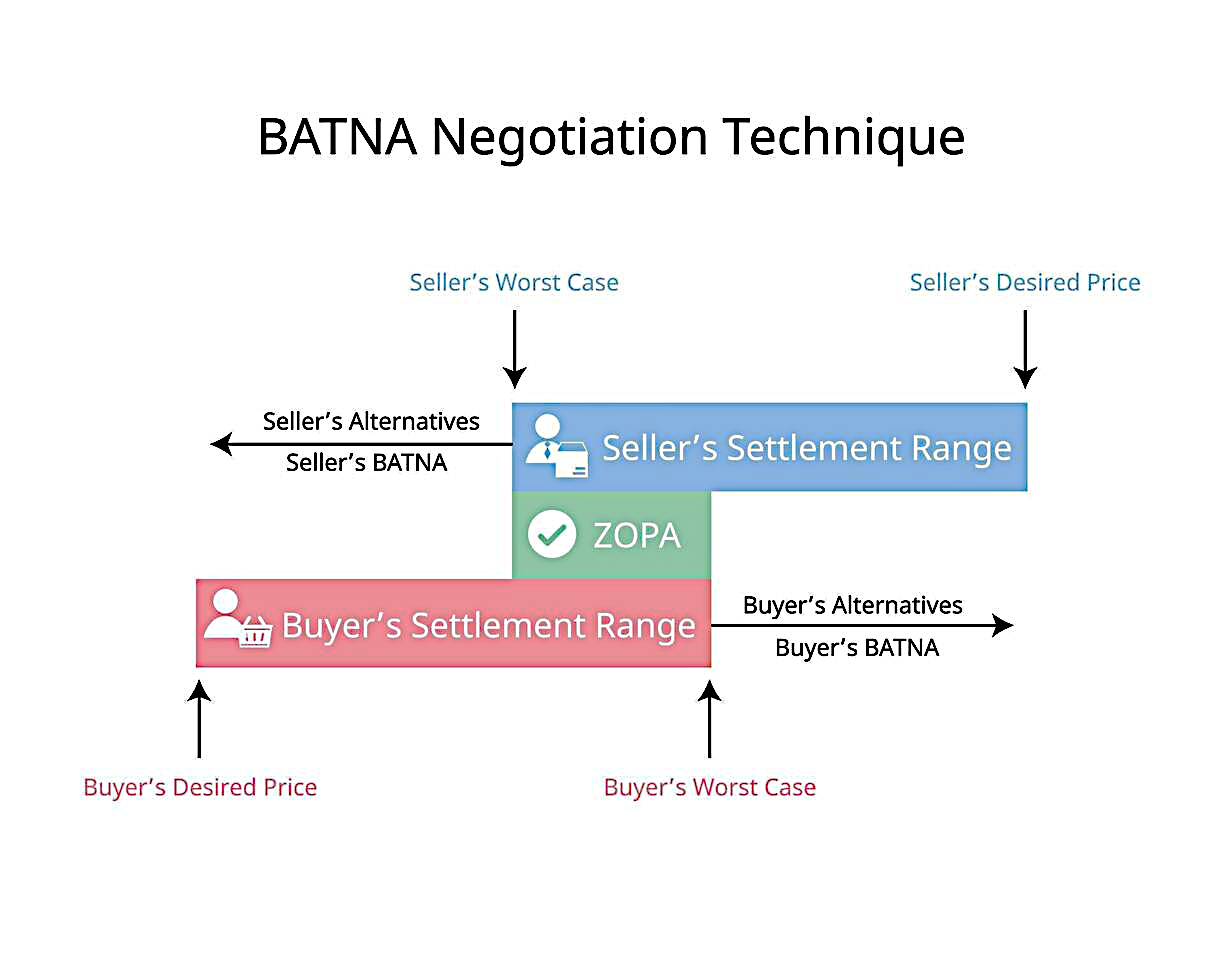 BATNA Negotiation Technique
Seller's Worst Case
Seller's Desired Price
Seller's Alternatives
Seller's BATNA
Seller's Settlement Range
ZOPA
Buyer's Settlement Range
Buyer's Alternatives
Buyer's BATNA
Buyer's Desired Price
Buyer's Worst Case